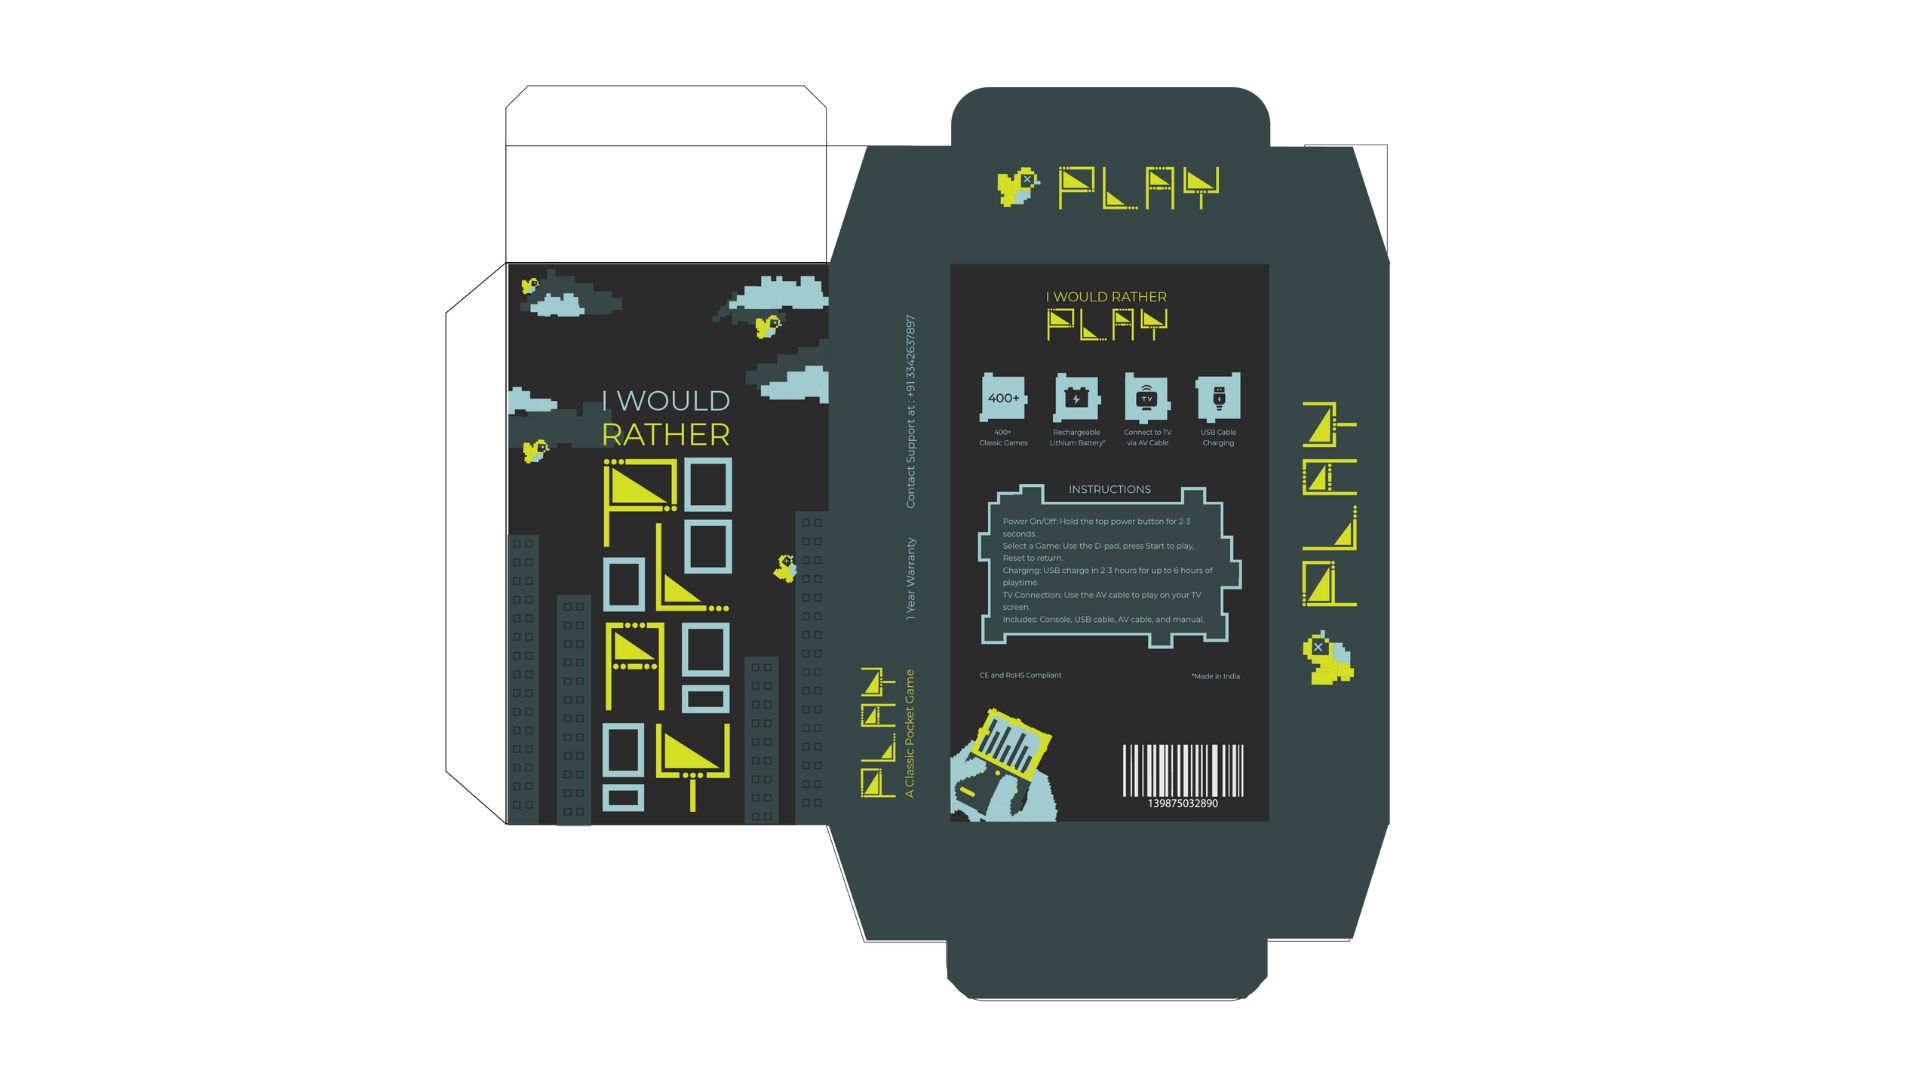 PLAY
I WOULD
RATHER
PLAY
Contact Support at : +91 3342637897
1 Year Warranty
PLAY
A Classic Pocket Game
I WOULD RATHER
PLAY
400+
TV
400+
Classic Games
Rechargeable
Lithium Battery*
Connect to TV
via AV Cable
USB Cable
Charging
INSTRUCTIONS
Power On/Off: Hold the top power button for 2-3
seconds.
Select a Game: Use the D-pad, press Start to play,
Reset to return.
Charging: USB charge in 2-3 hours for up to 6 hours of
playtime.
TV Connection: Use the AV cable to play on your TV
screen.
Includes: Console, USB cable, AV cable, and manual.
CE and RoHS Compliant
*Made in India
139875032890
PLAY